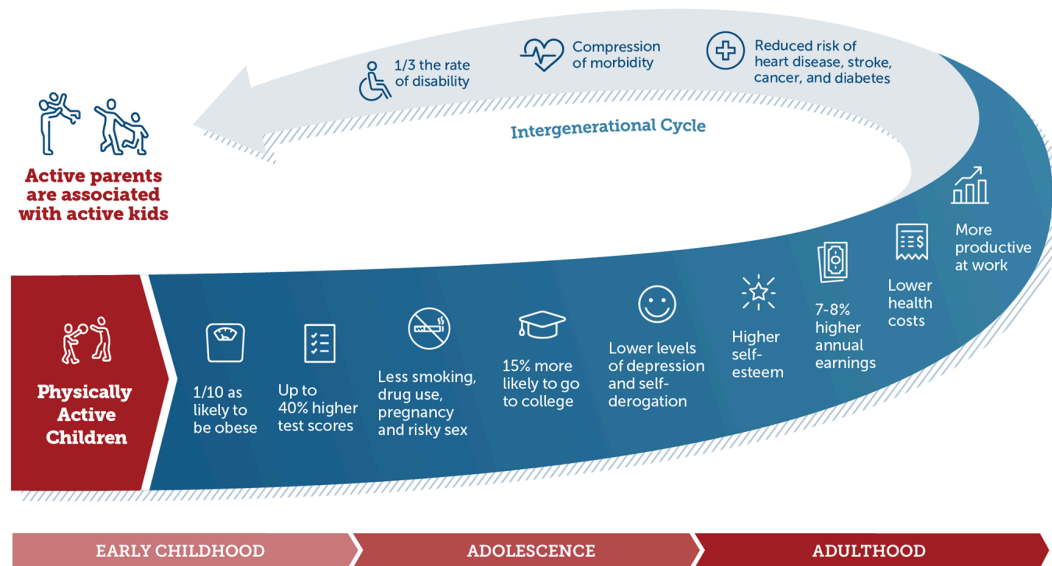 1/3 the rate
of disability
Compression
of morbidity
Reduced risk of
heart disease, stroke,
cancer, and diabetes
Intergenerational Cycle
Active parents
are associated
with active kids
Physically
Active
Children
1/10 as
likely to
be obese
Up to
40% higher
test scores
Less smoking,
drug use,
pregnancy
and risky sex
15% more
likely to go
to college
Lower levels
of depression
and self-
derogation
Higher
self-
esteem
7-8%
higher
annual
earnings
$
Lower
health
costs
More
productive
at work
EARLY CHILDHOOD
ADOLESCENCE
ADULTHOOD